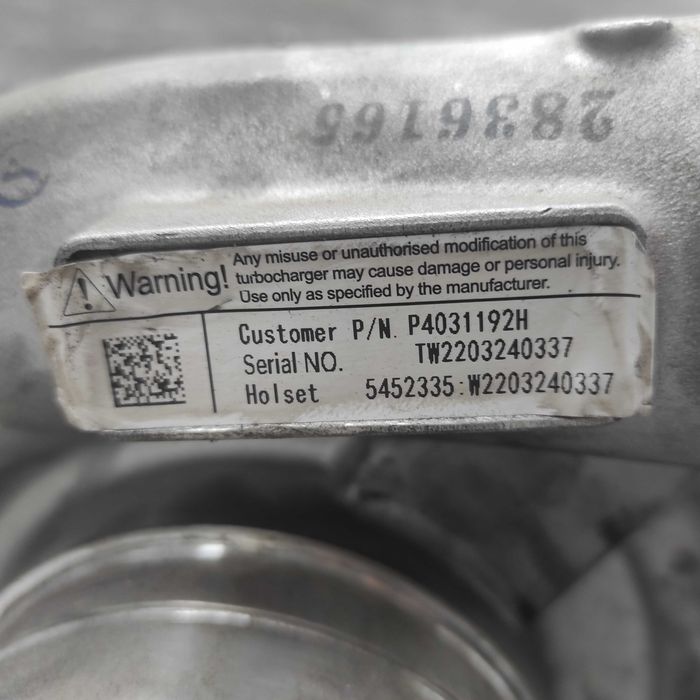 2836165
Warning!
Any misuse or unauthorised modification of this
turbocharger may cause damage or personal injury.
Use only as specified by the manufacturer.
Customer P/N. P4031192H
Serial NO. TW2203240337
Holset 5452335:W2203240337